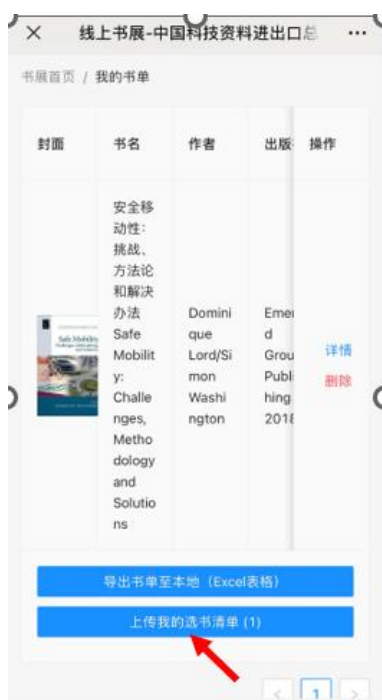 线上书展-中国科技资料进出口总
书展首页 / 我的书单
封面
书名
作者
出版
操作
安全移
动性:
挑战、
方法论
和解决
办法
Safe
Mobilit
y:
Challe
nges,
Metho
dology
and
Solutio
ns
Safe Mobility
Domini
que
Lord/Si
mon
Washi
ngton
Emer
d
Grou
Publi
hing
2018
详情
删除
导出书单至本地（Excel表格）
上传我的选书清单 (1)
< 1 >